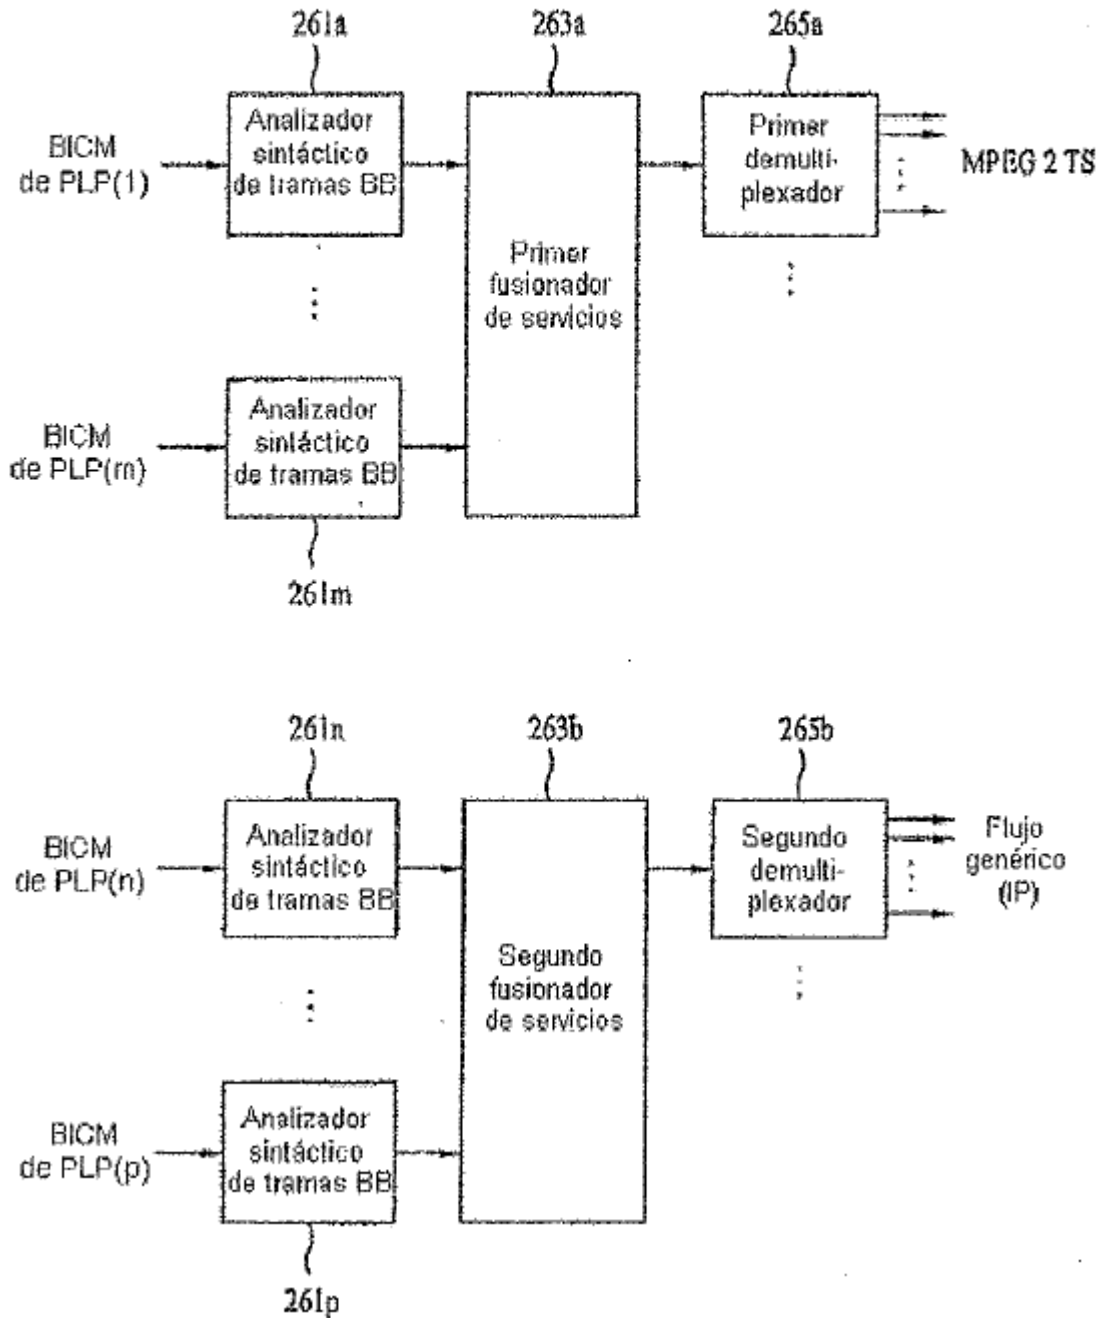 261a
263a
265a
BICM
de PLP(1)
Analizador
sintáctico
de tramas BB
Primer
fusionador
de servicios
Primer
demulti-
plexador
MPEG 2 TS
BICM
de PLP(m)
Analizador
sintáctico
de tramas BB
261m
261n
263b
265b
BICM
de PLP(n)
Analizador
sintáctico
de tramas BB
Segundo
fusionador
de servicios
Segundo
demulti-
plexador
Flujo
genérico
(IP)
BICM
de PLP(p)
Analizador
sintáctico
de tramas BB
261p